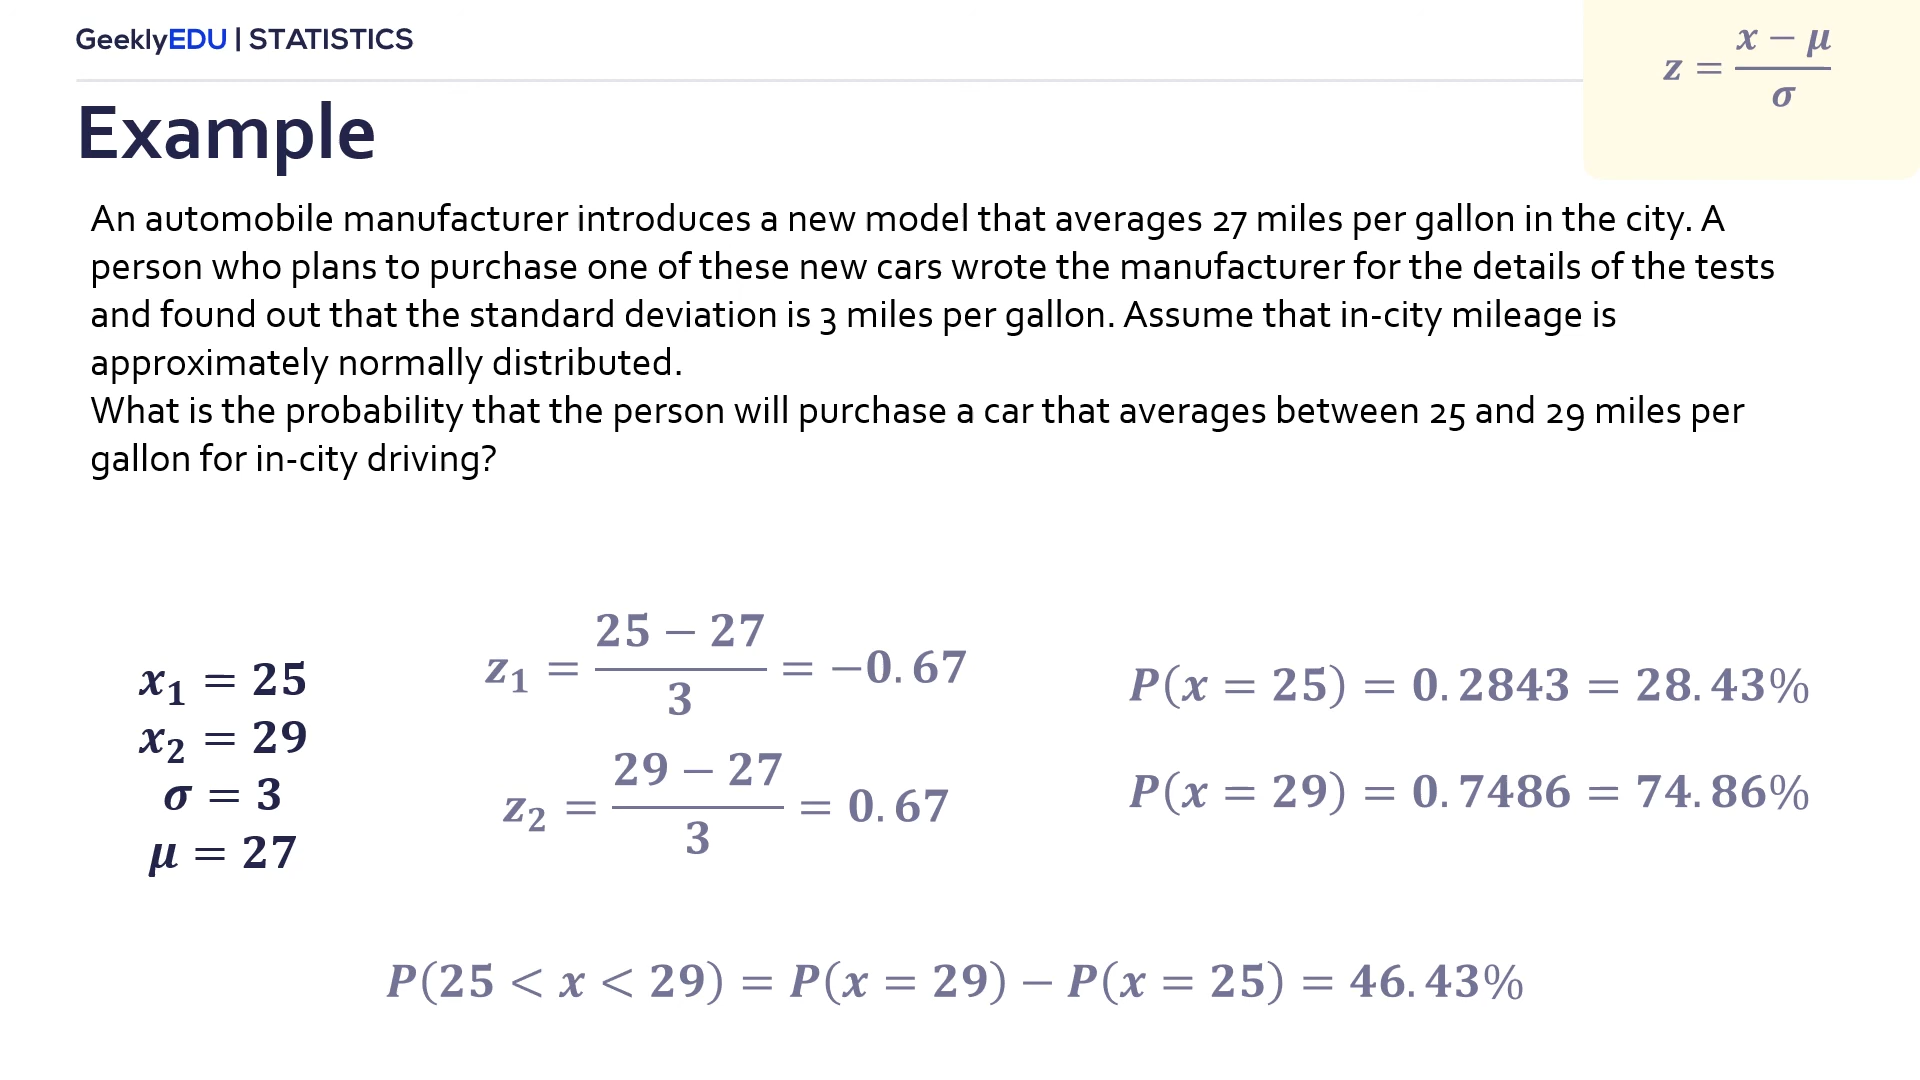 GeeklyEDU | STATISTICS
z = (x − μ) / σ
Example
An automobile manufacturer introduces a new model that averages 27 miles per gallon in the city. A
person who plans to purchase one of these new cars wrote the manufacturer for the details of the tests
and found out that the standard deviation is 3 miles per gallon. Assume that in-city mileage is
approximately normally distributed.
What is the probability that the person will purchase a car that averages between 25 and 29 miles per
gallon for in-city driving?
x₁ = 25
x₂ = 29
σ = 3
μ = 27
z₁ = (25 − 27) / 3 = −0.67
z₂ = (29 − 27) / 3 = 0.67
P(x = 25) = 0.2843 = 28.43%
P(x = 29) = 0.7486 = 74.86%
P(25 < x < 29) = P(x = 29) − P(x = 25) = 46.43%